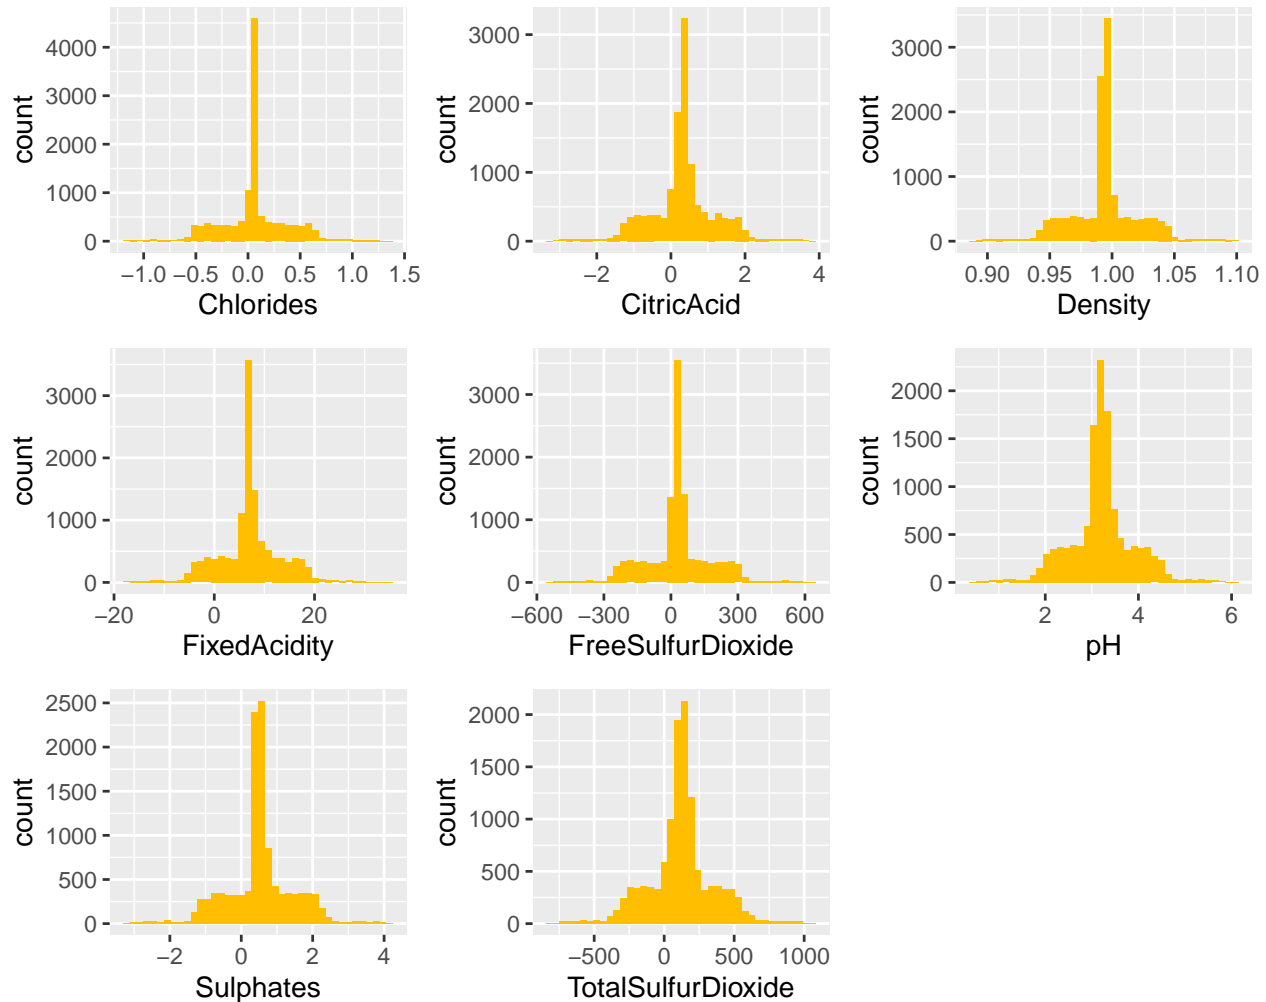 count
4000
3000
2000
1000
0
−1.0 −0.5 0.0 0.5 1.0 1.5
Chlorides
count
3000
2000
1000
0
−2 0 2 4
CitricAcid
count
3000
2000
1000
0
0.90 0.95 1.00 1.05 1.10
Density
count
3000
2000
1000
0
−20 0 20
FixedAcidity
count
3000
2000
1000
0
−600 −300 0 300 600
FreeSulfurDioxide
count
2000
1500
1000
500
0
2 4 6
pH
count
2500
2000
1500
1000
500
0
−2 0 2 4
Sulphates
count
2000
1500
1000
500
0
−500 0 500 1000
TotalSulfurDioxide